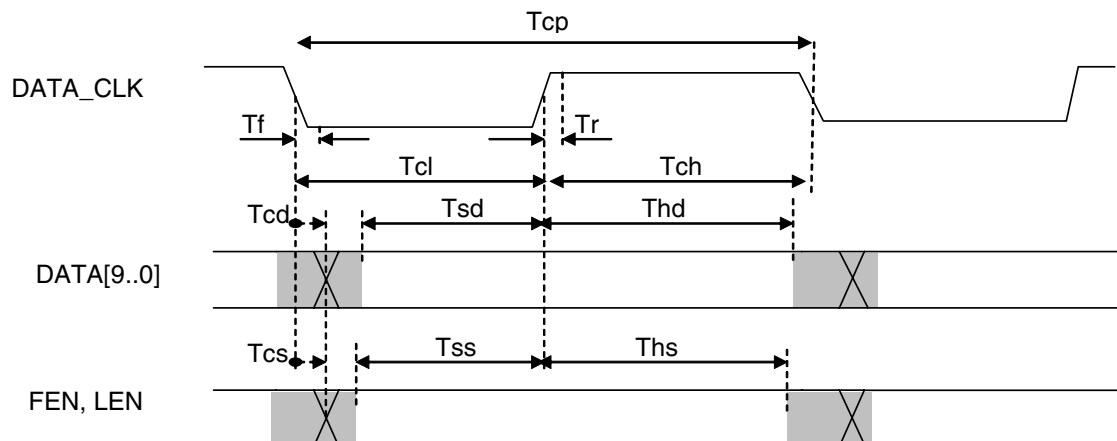 Tcp
DATA_CLK
Tf
Tr
Tcl
Tch
Tcd
Tsd
Thd
DATA[9..0]
Tcs
Tss
Ths
FEN, LEN